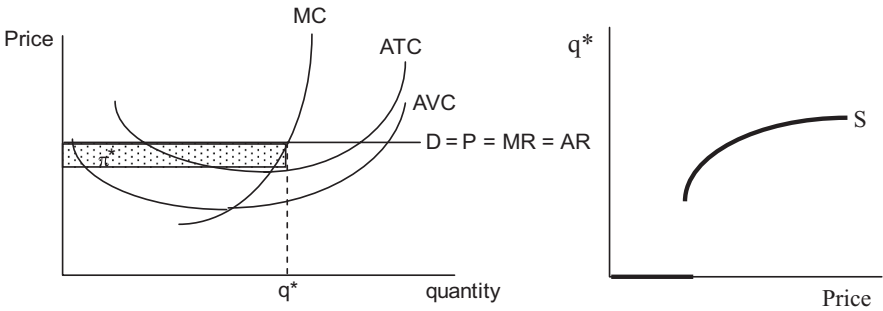 MC
Price
ATC
AVC
D = P = MR = AR
π*
q*
quantity
q*
S
Price